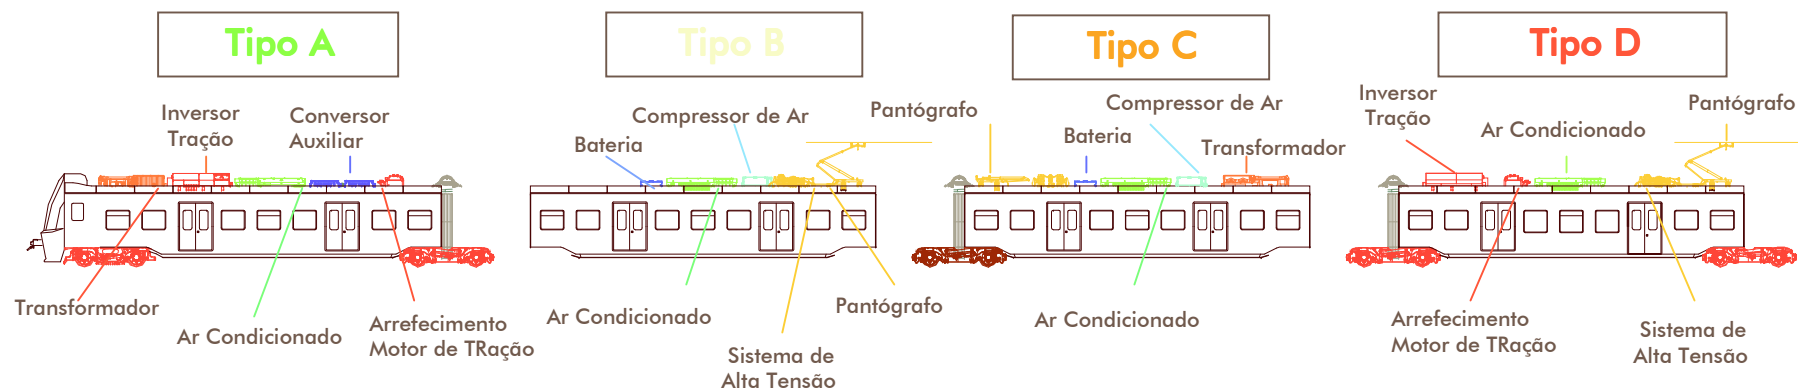 Tipo A
Inversor
Tração
Conversor
Auxiliar
Transformador
Ar Condicionado
Arrefecimento
Motor de TRação
Tipo B
Compressor de Ar
Bateria
Ar Condicionado
Pantógrafo
Sistema de
Alta Tensão
Tipo C
Pantógrafo
Compressor de Ar
Bateria
Transformador
Ar Condicionado
Tipo D
Inversor
Tração
Pantógrafo
Ar Condicionado
Arrefecimento
Motor de TRação
Sistema de
Alta Tensão